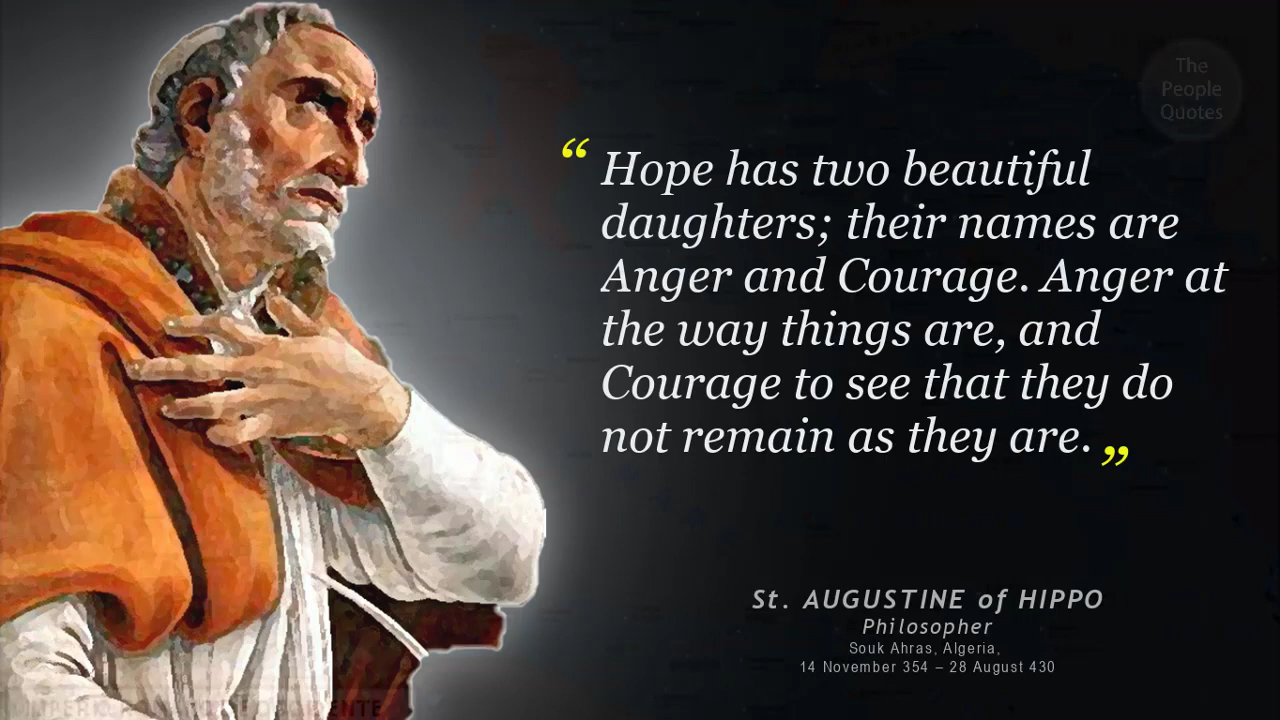 The
People
Quotes
“ Hope has two beautiful
daughters; their names are
Anger and Courage. Anger at
the way things are, and
Courage to see that they do
not remain as they are. ”
St. AUGUSTINE of HIPPO
Philosopher
Souk Ahras, Algeria,
14 November 354 – 28 August 430